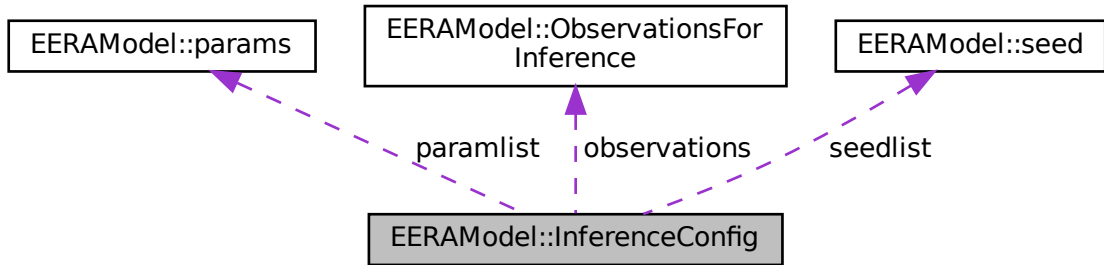 EERAModel::params
EERAModel::ObservationsFor
Inference
EERAModel::seed
paramlist
observations
seedlist
EERAModel::InferenceConfig